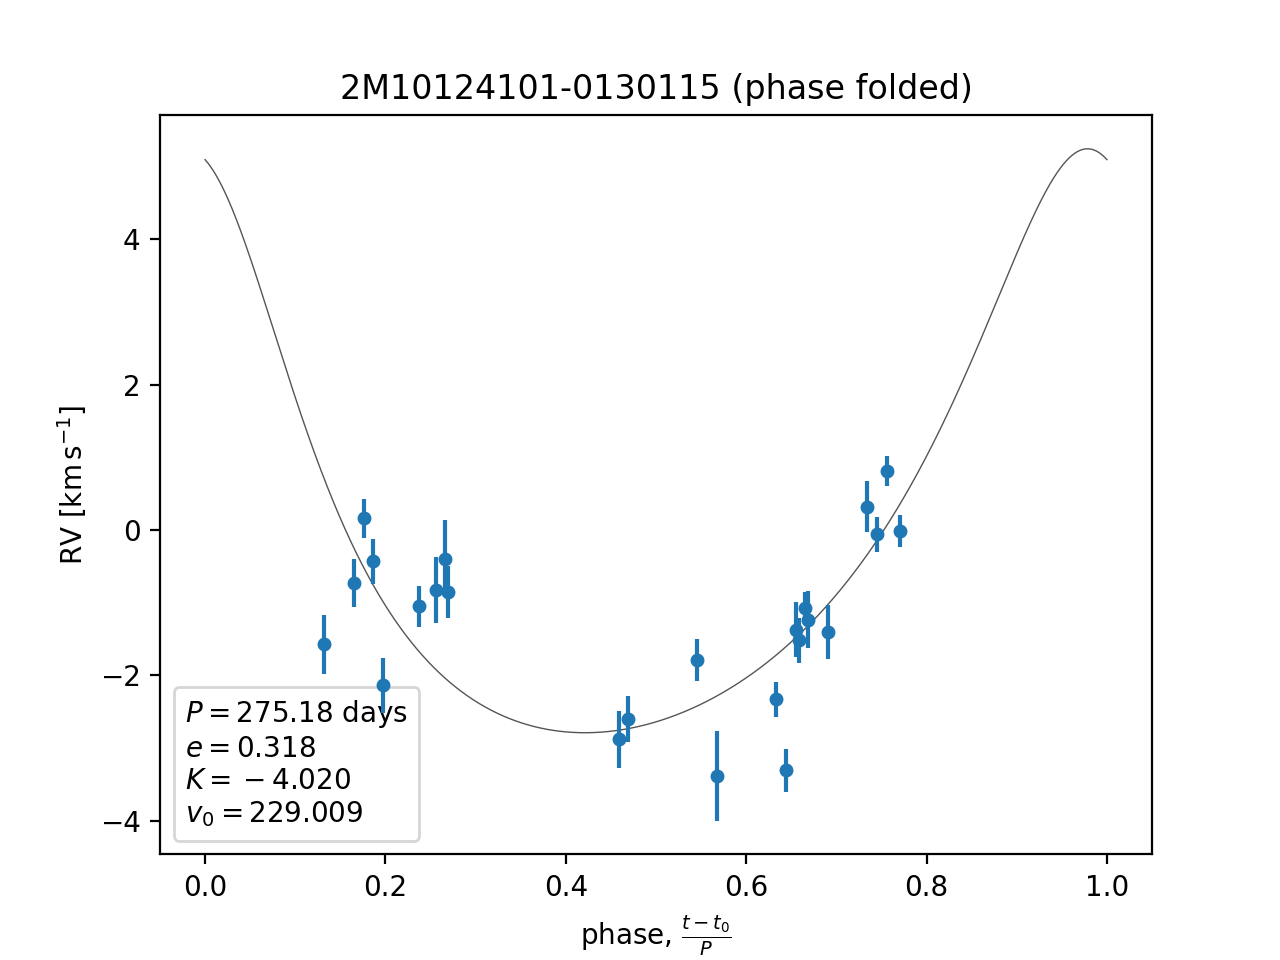 2M10124101-0130115 (phase folded)
RV [km s⁻¹]
4
2
0
−2
−4
P = 275.18 days
e = 0.318
K = − 4.020
v₀ = 229.009
0.0 0.2 0.4 0.6 0.8 1.0
phase, (t − t₀)/P